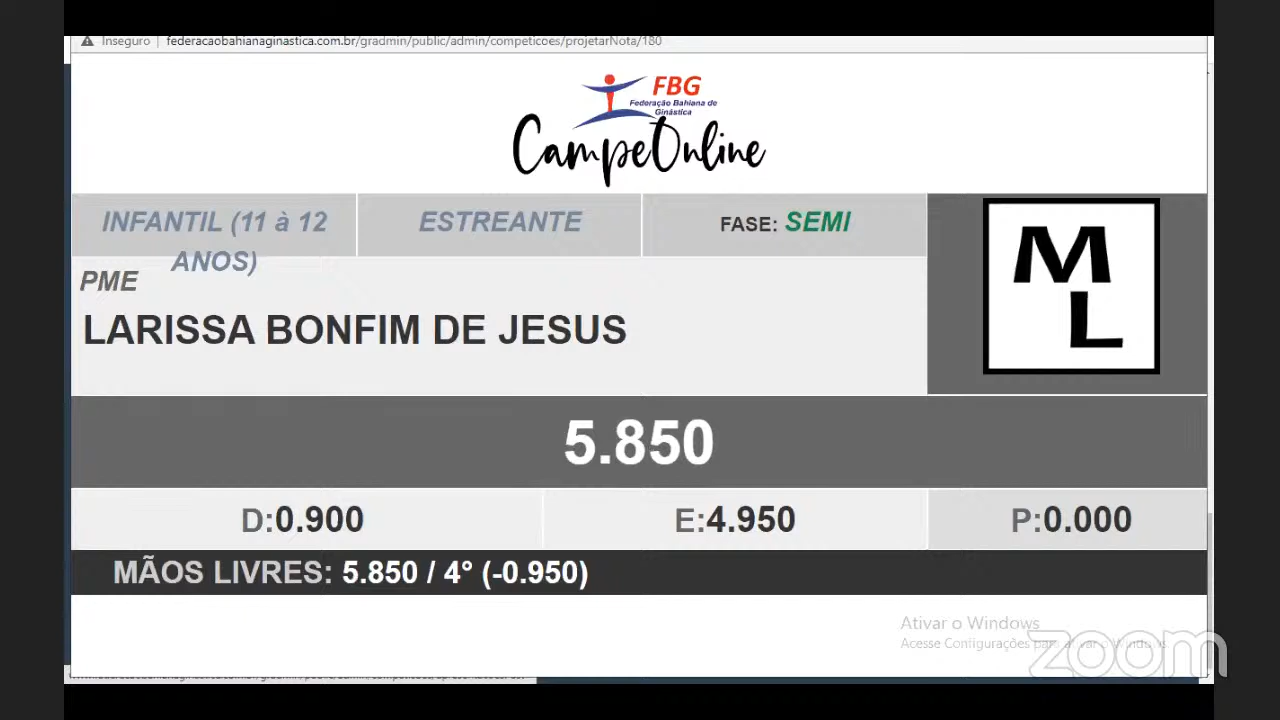 Inseguro | federacaobahianaginastica.com.br/gradmin/public/admin/competicoes/projetarNota/180
FBG
Federação Bahiana de
Ginástica
CampeOnline
INFANTIL (11 à 12
ANOS)
ESTREANTE
FASE: SEMI
ML
PME
LARISSA BONFIM DE JESUS
5.850
D:0.900
E:4.950
P:0.000
MÃOS LIVRES: 5.850 / 4° (-0.950)
Ativar o Windows
Acesse Configurações para ativar o Windows.
zoom